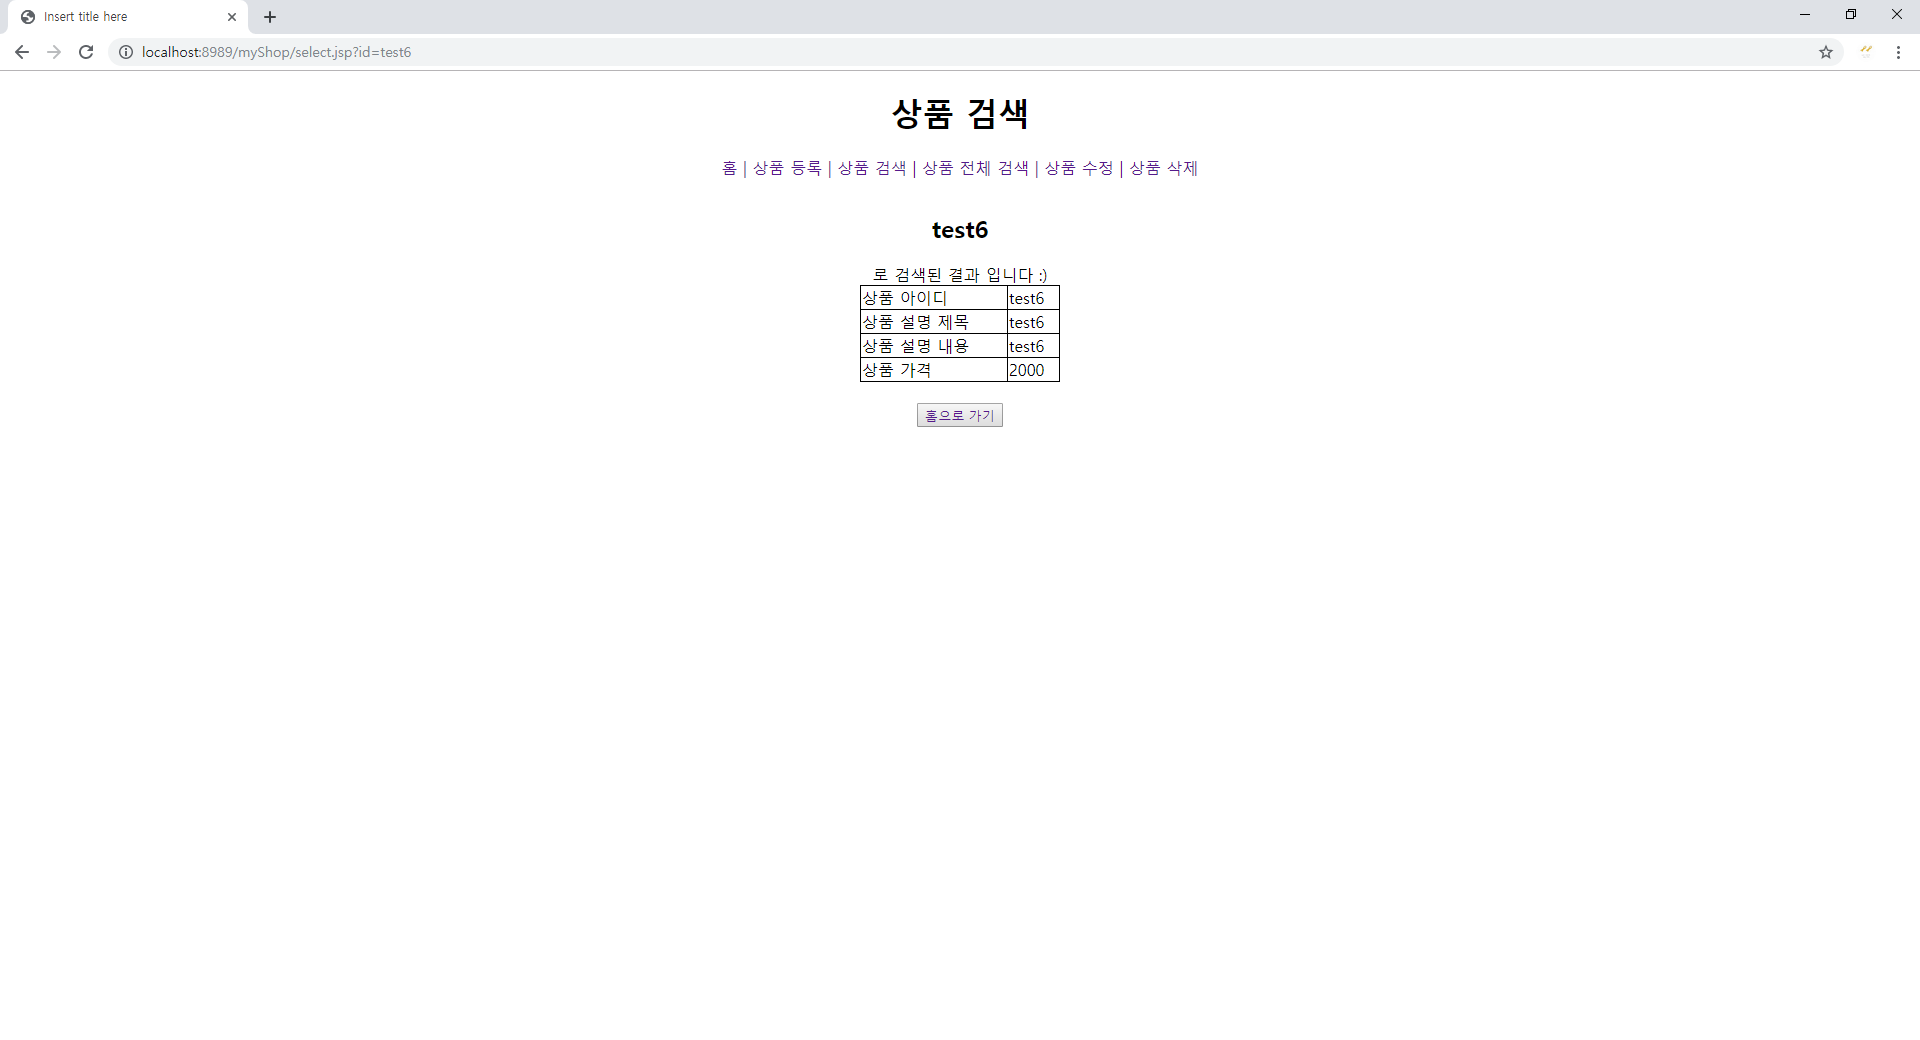 Insert title here
localhost:8989/myShop/select.jsp?id=test6
상품 검색
홈 | 상품 등록 | 상품 검색 | 상품 전체 검색 | 상품 수정 | 상품 삭제
test6
로 검색된 결과 입니다 :)
상품 아이디 test6
상품 설명 제목 test6
상품 설명 내용 test6
상품 가격 2000
홈으로 가기